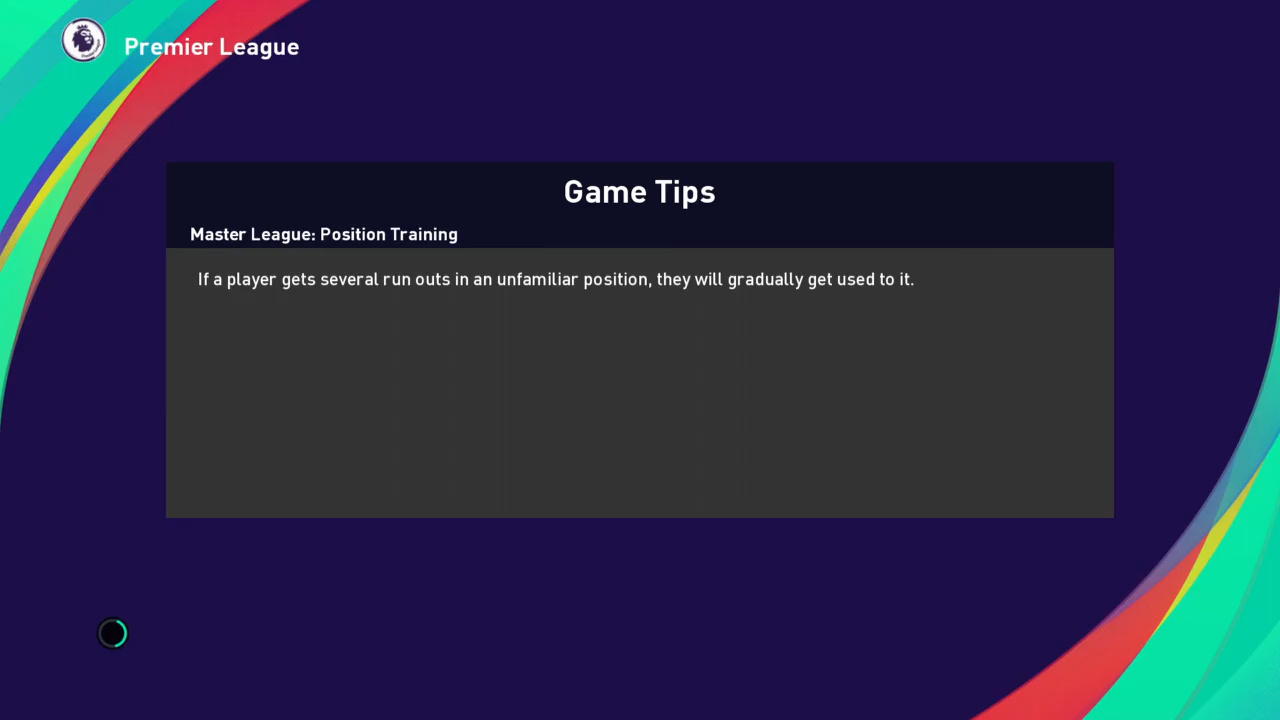 Premier League
Game Tips
Master League: Position Training
If a player gets several run outs in an unfamiliar position, they will gradually get used to it.